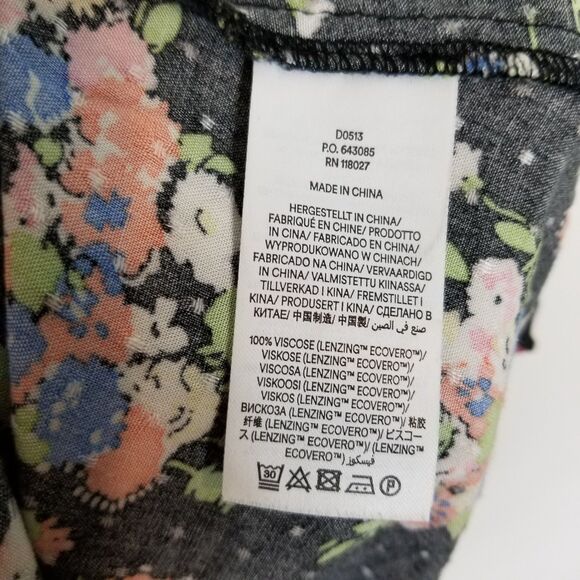 D0513
P.O. 643085
RN 118027
MADE IN CHINA
HERGESTELLT IN CHINA/
FABRIQUÉ EN CHINE/ PRODOTTO
IN CINA/ FABRICADO EN CHINA/
WYPRODUKOWANO W CHINACH/
FABRICADO NA CHINA/ VERVAARDIGD
IN CHINA/ VALMISTETTU KIINASSA/
TILLVERKAD I KINA/ FREMSTILLET I
KINA/ PRODUSERT I KINA/ СДЕЛАНО В
КИТАЕ/ 中国制造/ 中国製/ صنع في الصين
100% VISCOSE (LENZING™ ECOVERO™)/
VISKOSE (LENZING™ ECOVERO™)/
VISCOSA (LENZING™ ECOVERO™)/
VISKOOSI (LENZING™ ECOVERO™)/
VISKOS (LENZING™ ECOVERO™)/
ВИСКОЗА (LENZING™ ECOVERO™)/ 粘胶
纤维 (LENZING™ ECOVERO™)/ ビスコー
ス (LENZING™ ECOVERO™)/ (LENZING™
ECOVERO™) فيسكوز/
30 P